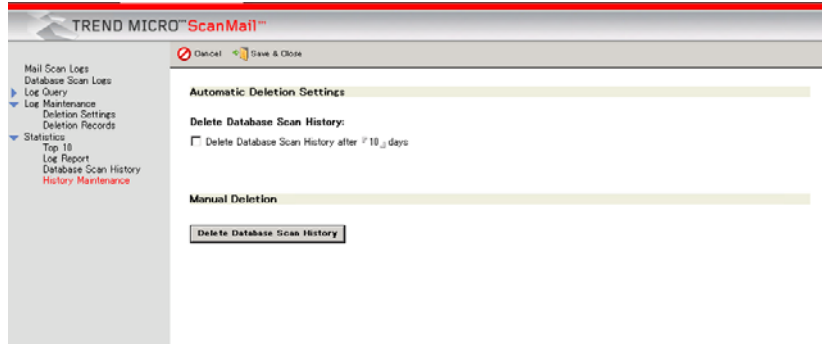 TREND MICRO™ ScanMail™
Cancel Save & Close
Mail Scan Logs
Database Scan Logs
Log Query
Log Maintenance
Deletion Settings
Deletion Records
Statistics
Top 10
Log Report
Database Scan History
History Maintenance
Automatic Deletion Settings
Delete Database Scan History:
Delete Database Scan History after 10 days
Manual Deletion
Delete Database Scan History